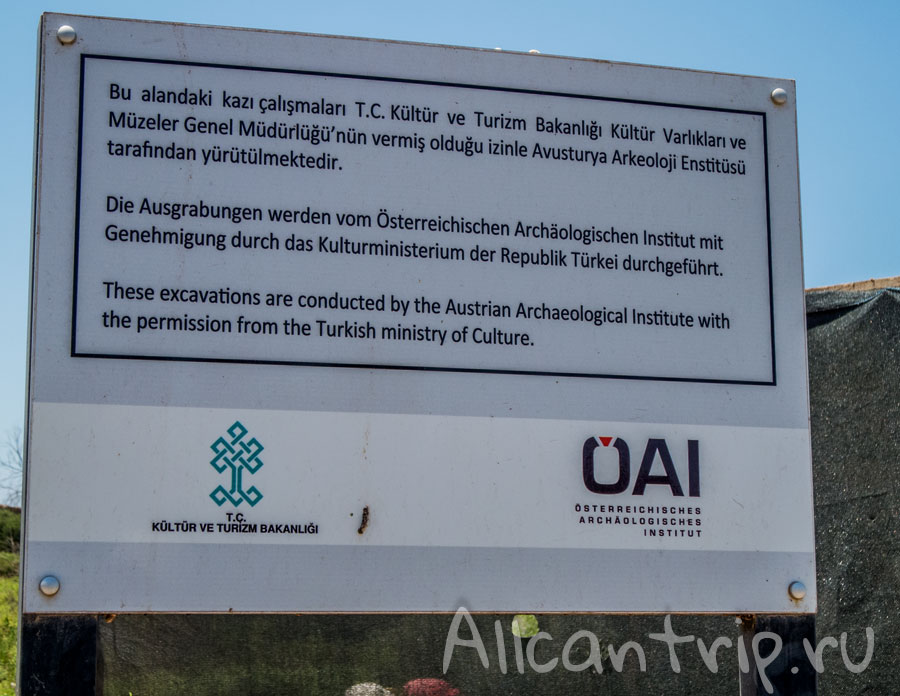 Bu alandaki kazı çalışmaları T.C. Kültür ve Turizm Bakanlığı Kültür Varlıkları ve
Müzeler Genel Müdürlüğü'nün vermiş olduğu izinle Avusturya Arkeoloji Enstitüsü
tarafından yürütülmektedir.
Die Ausgrabungen werden vom Österreichischen Archäologischen Institut mit
Genehmigung durch das Kulturministerium der Republik Türkei durchgeführt.
These excavations are conducted by the Austrian Archaeological Institute with
the permission from the Turkish ministry of Culture.
T.C.
KÜLTÜR VE TURİZM BAKANLIĞI
ÖAI
ÖSTERREICHISCHES
ARCHÄOLOGISCHES
INSTITUT
Allcantrip.ru